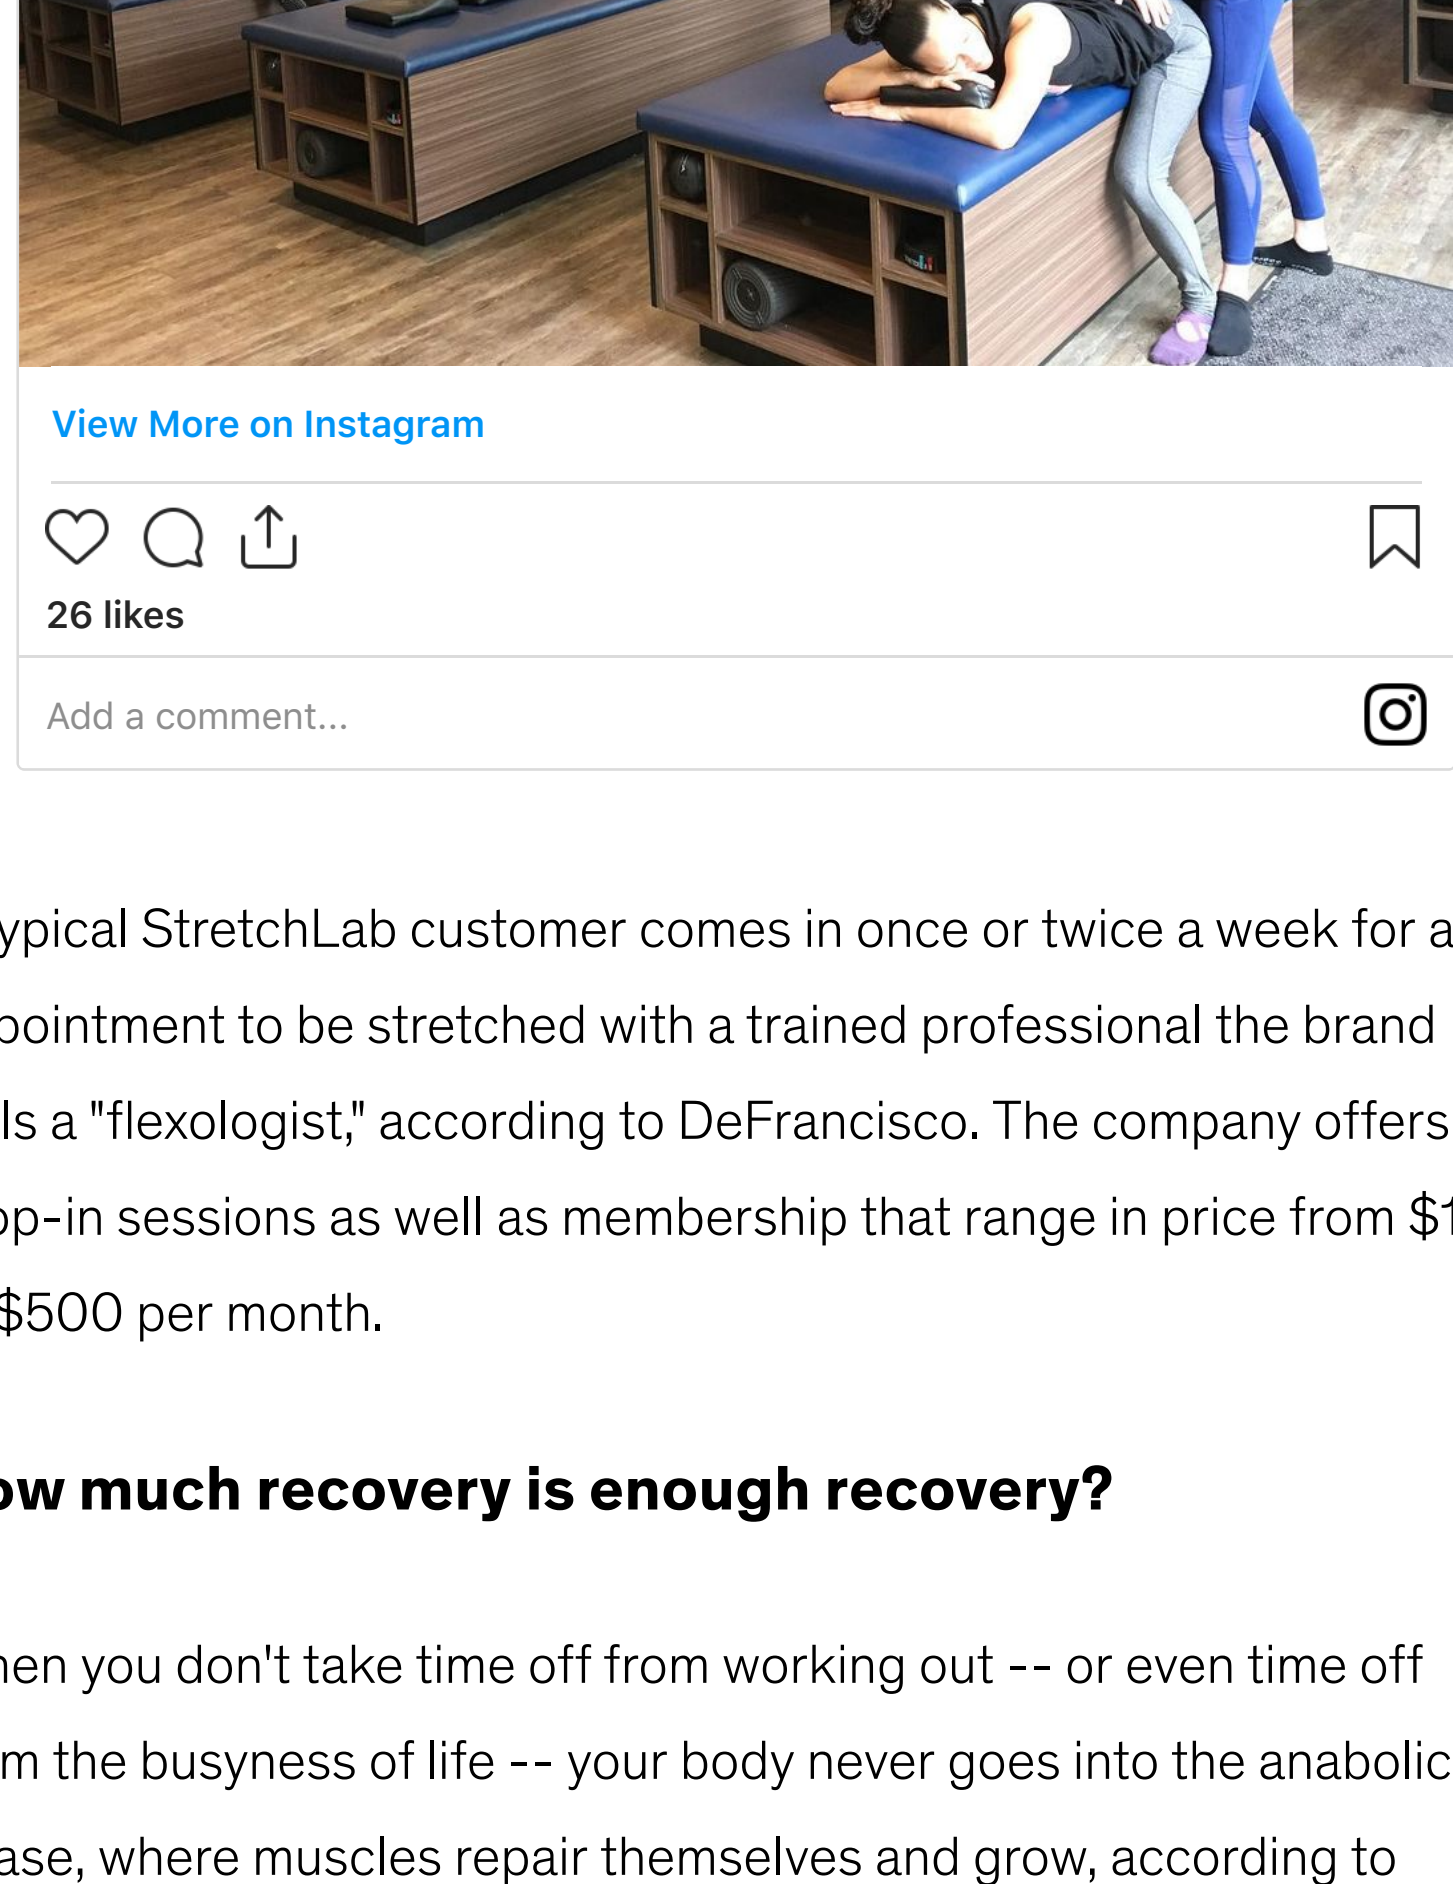 View More on Instagram
26 likes
Add a comment...
ypical StretchLab customer comes in once or twice a week for a
pointment to be stretched with a trained professional the brand
ls a "flexologist," according to DeFrancisco. The company offers
op-in sessions as well as membership that range in price from $1
$500 per month.
ow much recovery is enough recovery?
hen you don't take time off from working out -- or even time off
m the busyness of life -- your body never goes into the anabolic
ase, where muscles repair themselves and grow, according to